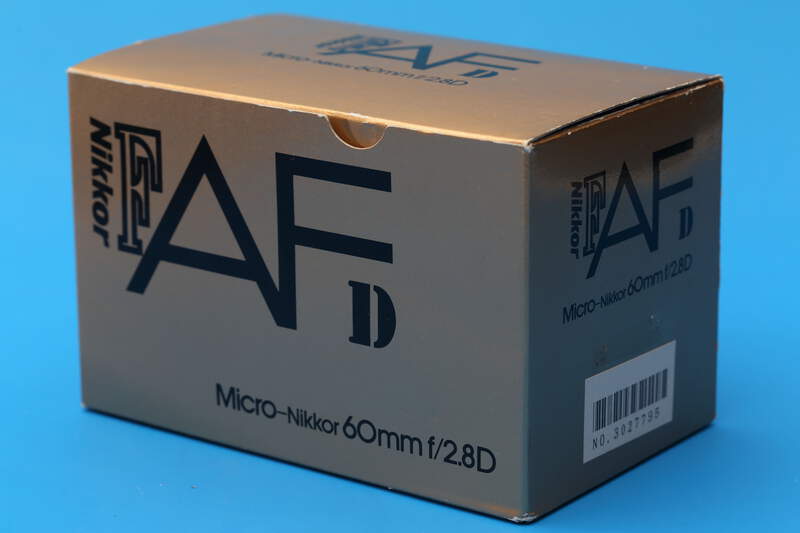 AF D
Micro-Nikkor 60mm f/2.8D
Nikkor
AF
D
Micro-Nikkor 60mm f/2.8D
Nikkor
AF
D
Micro-Nikkor 60mm f/2.8D
NO. 3027795